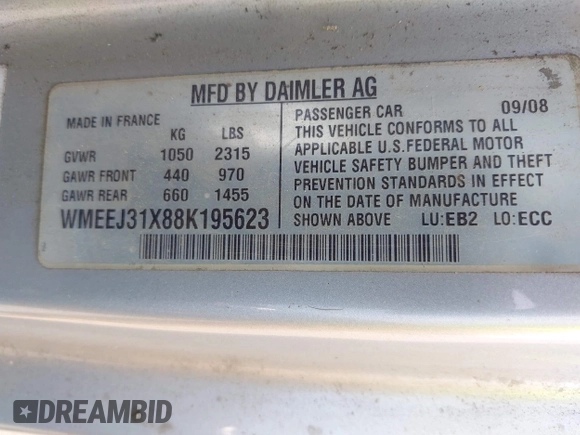 MFD BY DAIMLER AG
MADE IN FRANCE
KG LBS
GVWR 1050 2315
GAWR FRONT 440 970
GAWR REAR 660 1455
WMEEJ31X88K195623
PASSENGER CAR 09/08
THIS VEHICLE CONFORMS TO ALL
APPLICABLE U.S.FEDERAL MOTOR
VEHICLE SAFETY BUMPER AND THEFT
PREVENTION STANDARDS IN EFFECT
ON THE DATE OF MANUFACTURE
SHOWN ABOVE LU:EB2 LO:ECC
DREAMBID